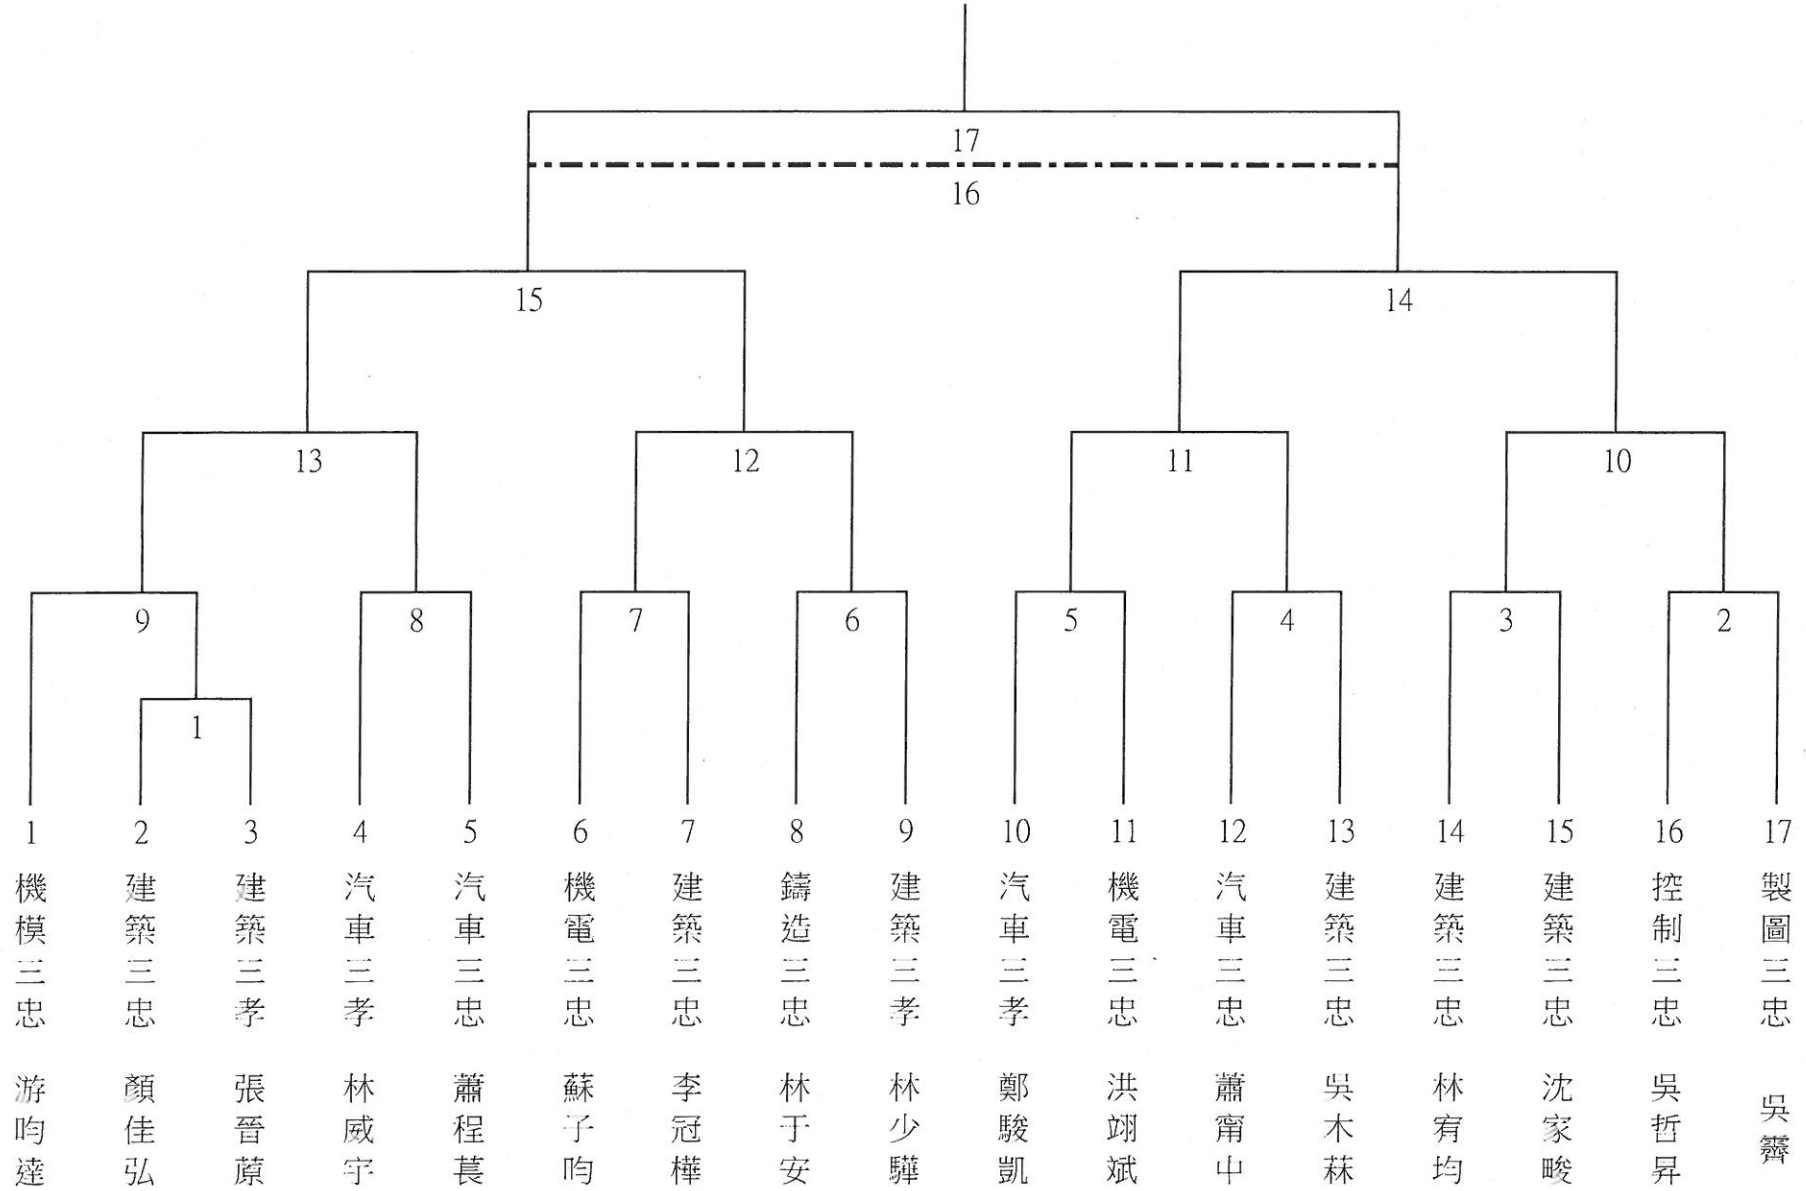 17
16
15
14
13
12
11
10
9
8
7
6
5
4
3
2
1
1
2
3
4
5
6
7
8
9
10
11
12
13
14
15
16
17
機模三忠 游昀達
建築三忠 顏佳弘
建築三孝 張晉蒝
汽車三孝 林威宇
汽車三忠 蕭程萇
機電三忠 蘇子昀
建築三忠 李冠樺
鑄造三忠 林于安
建築三孝 林少驊
汽車三孝 鄭駿凱
機電三忠 洪翊斌
汽車三忠 蕭甯中
建築三忠 吳木菻
建築三忠 林宥均
建築三忠 沈家畯
控制三忠 吳哲昇
製圖三忠 吳霽